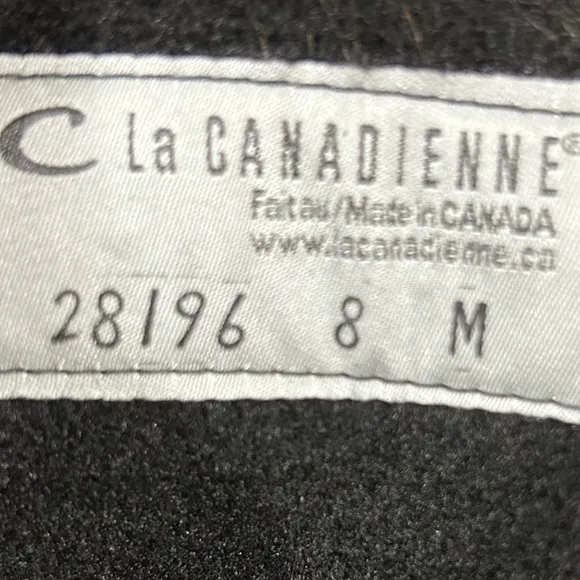 C La CANADIENNE®
Fait au/Made in CANADA
www.lacanadienne.ca
28196 8 M